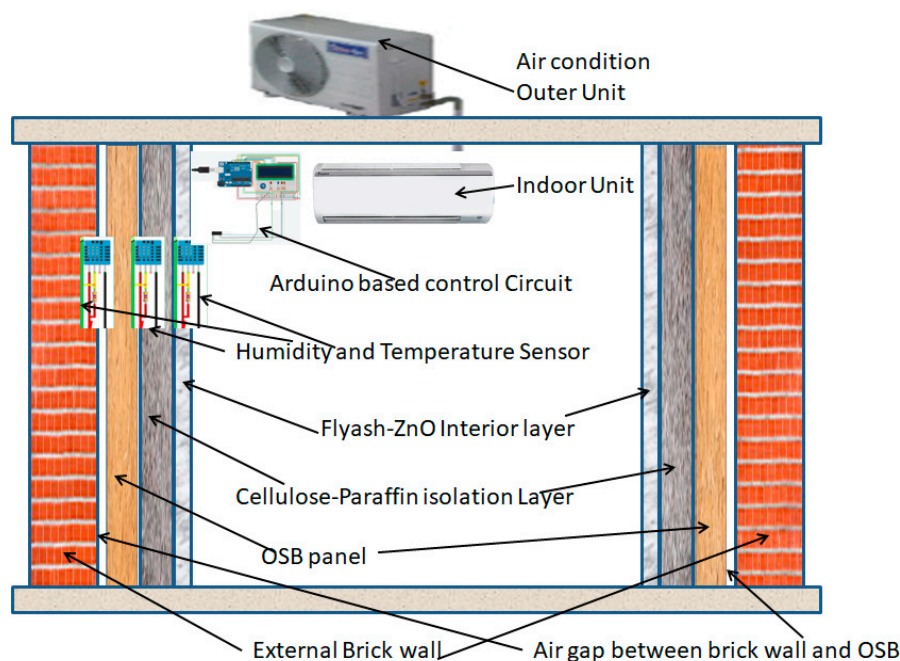 Air condition
Outer Unit
Indoor Unit
Arduino based control Circuit
Humidity and Temperature Sensor
Flyash-ZnO Interior layer
Cellulose-Paraffin isolation Layer
OSB panel
External Brick wall
Air gap between brick wall and OSB